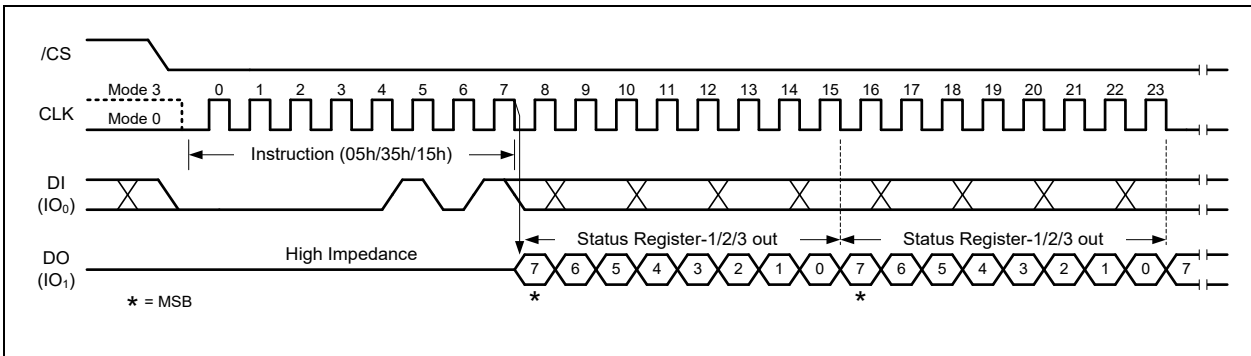 /CS
Mode 3
0 1 2 3 4 5 6 7 8 9 10 11 12 13 14 15 16 17 18 19 20 21 22 23
CLK
Mode 0
Instruction (05h/35h/15h)
DI
(IO₀)
Status Register-1/2/3 out Status Register-1/2/3 out
High Impedance
DO
(IO₁)
7 6 5 4 3 2 1 0 7 6 5 4 3 2 1 0 7
* *
* = MSB